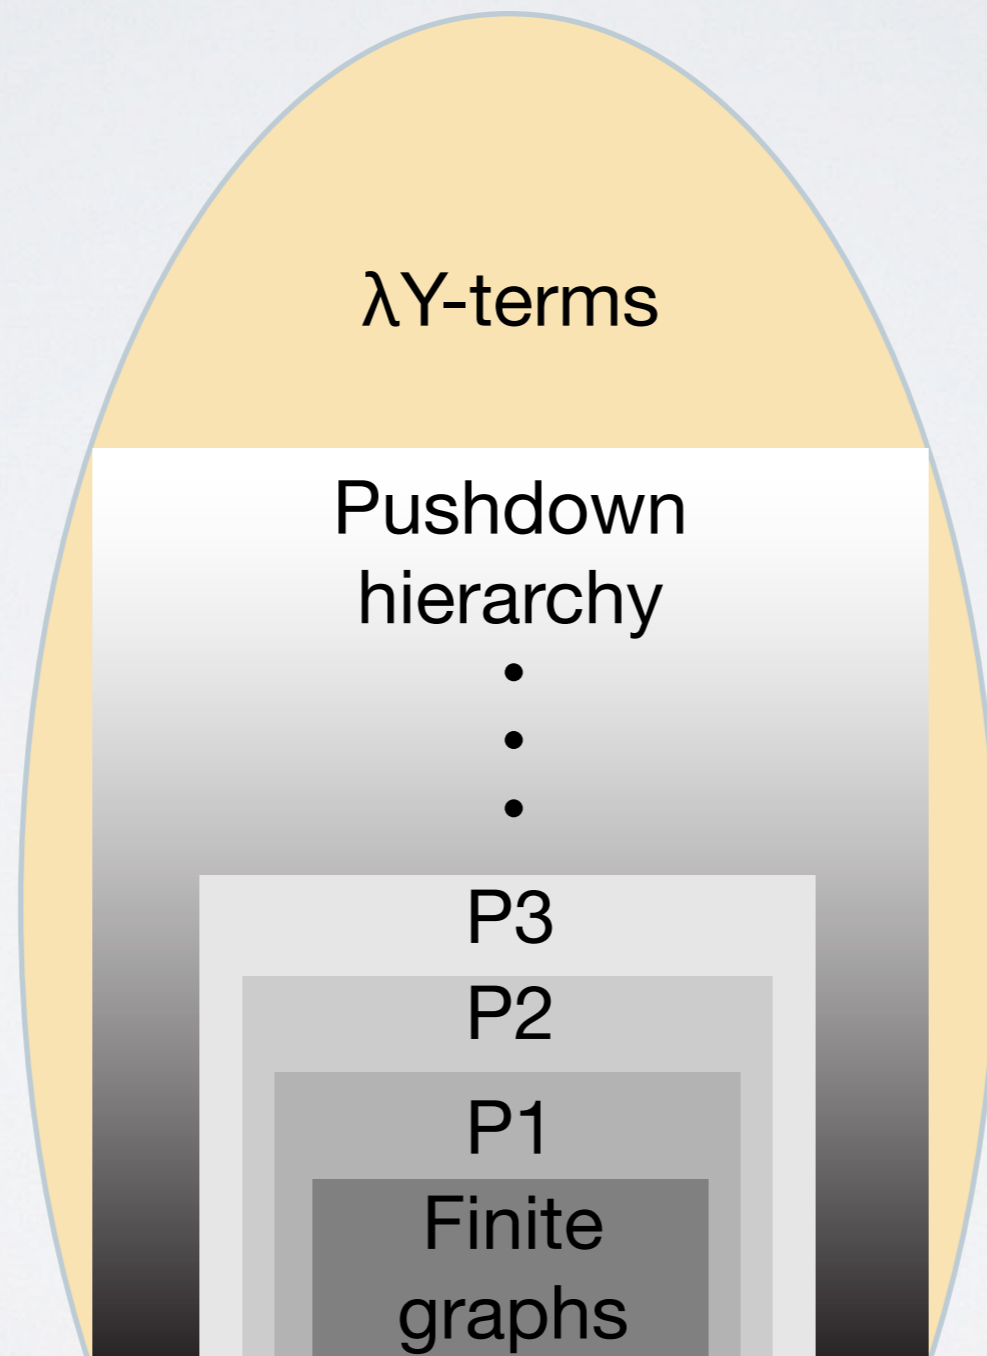 λY-terms
Pushdown
hierarchy
•
•
•
P3
P2
P1
Finite
graphs